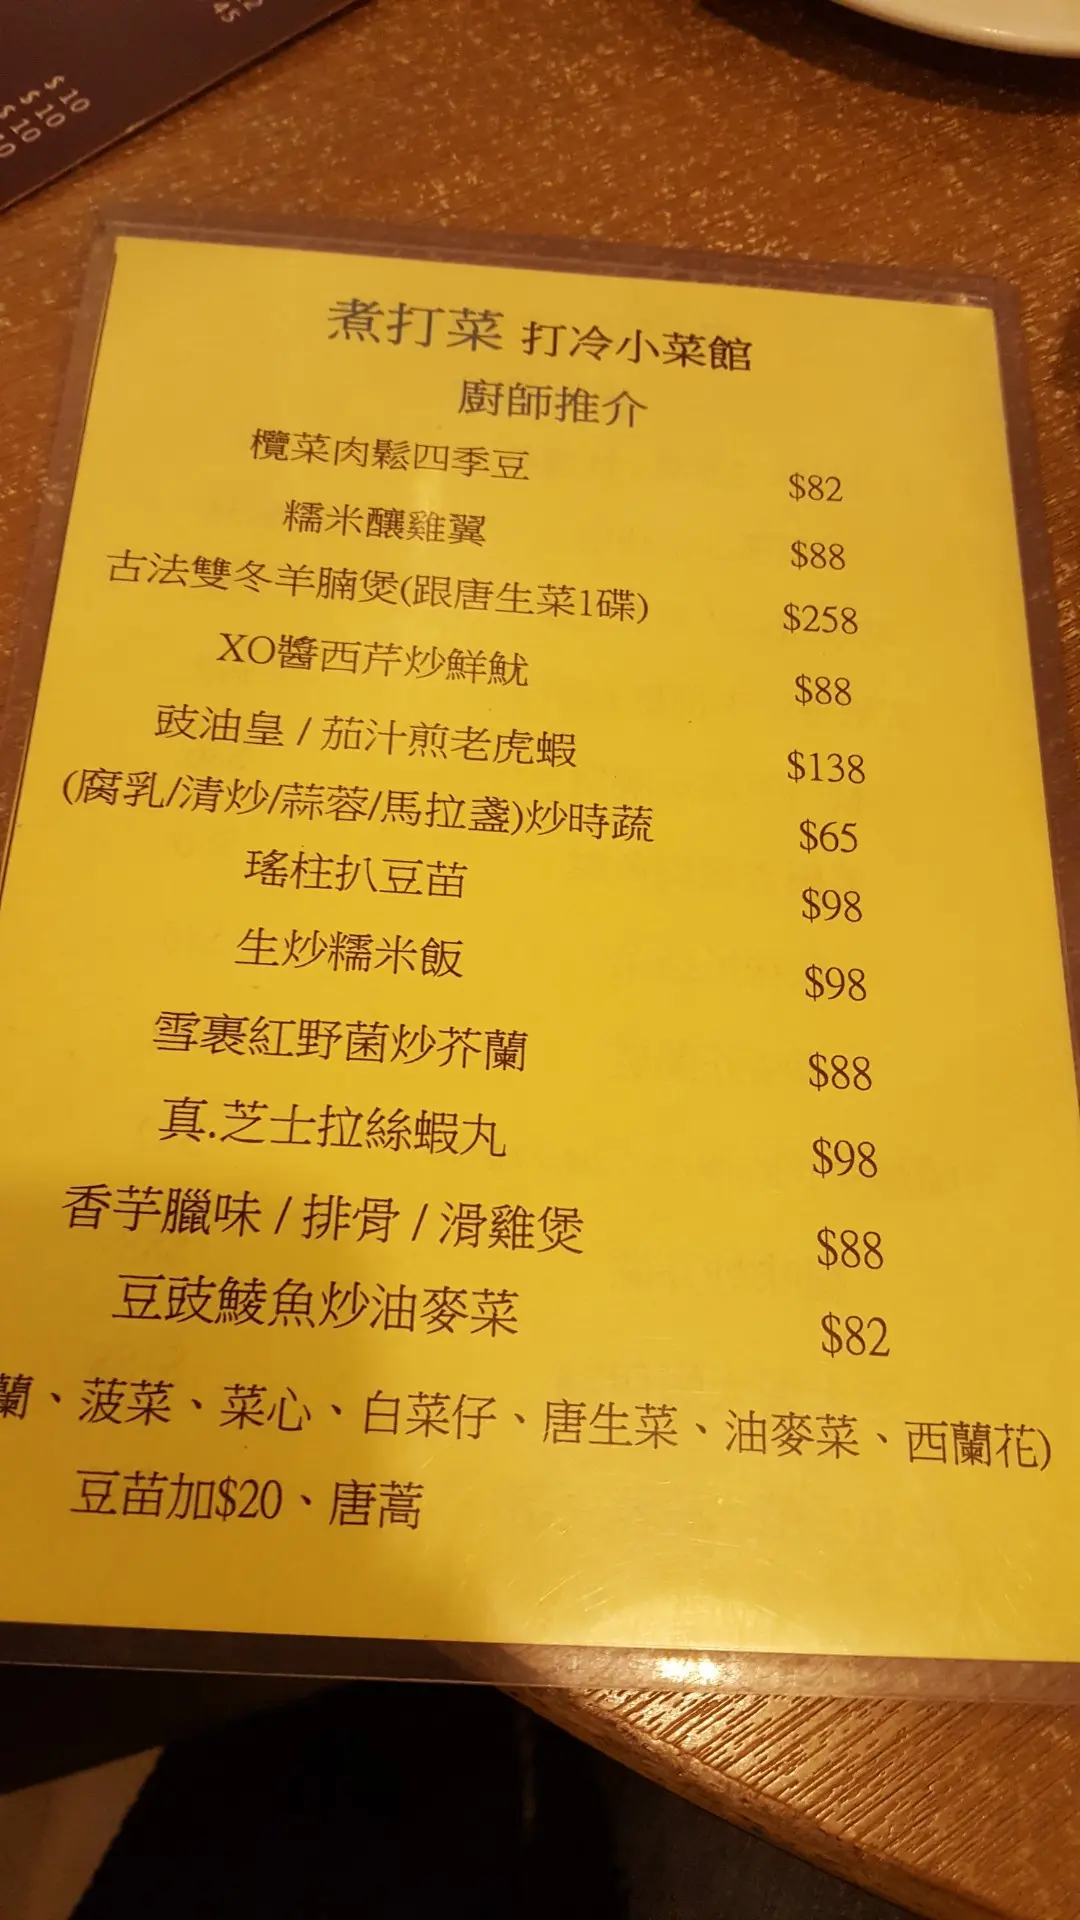 45
$10
$10
$10
煮打菜 打冷小菜館
廚師推介
欖菜肉鬆四季豆 $82
糯米釀雞翼 $88
古法雙冬羊腩煲(跟唐生菜1碟) $258
XO醬西芹炒鮮魷 $88
豉油皇 / 茄汁煎老虎蝦 $138
(腐乳/清炒/蒜蓉/馬拉盞)炒時蔬 $65
瑤柱扒豆苗 $98
生炒糯米飯 $98
雪裹紅野菌炒芥蘭 $88
真.芝士拉絲蝦丸 $98
香芋臘味 / 排骨 / 滑雞煲 $88
豆豉鯪魚炒油麥菜 $82
蘭、菠菜、菜心、白菜仔、唐生菜、油麥菜、西蘭花)
豆苗加$20、唐蒿